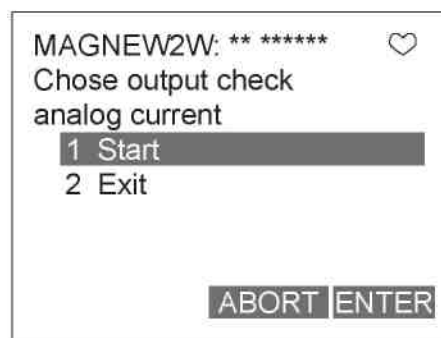 MAGNEW2W: ** ******
Chose output check
analog current
1 Start
2 Exit
ABORT ENTER